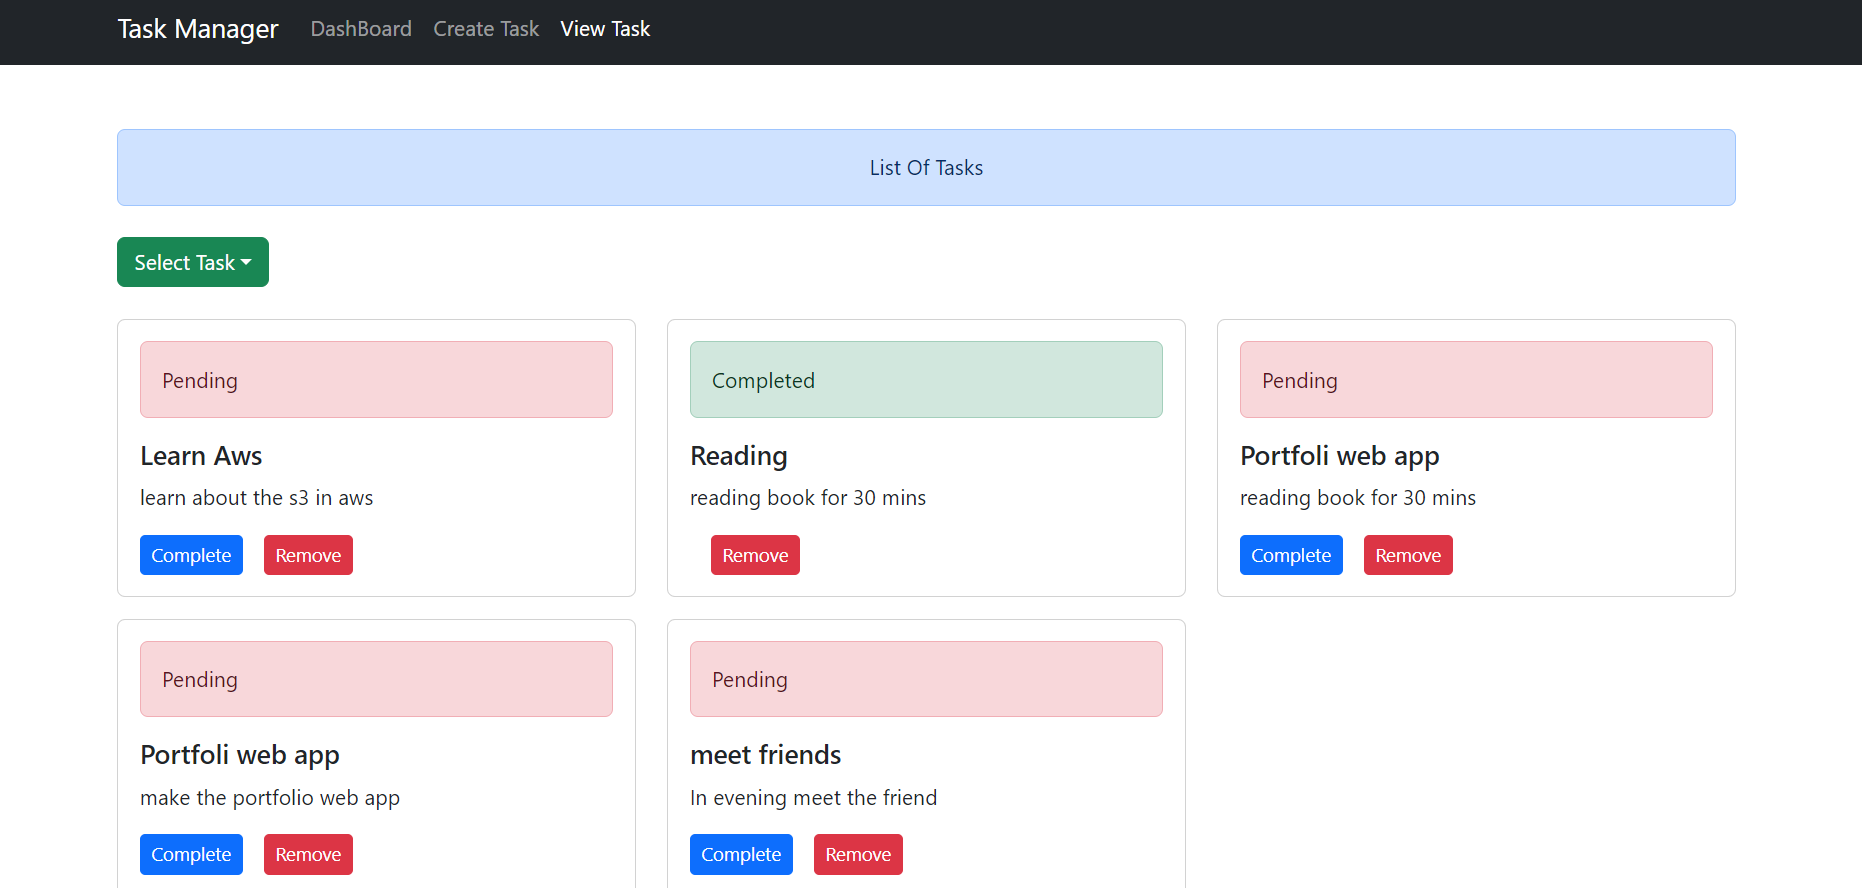 Task Manager DashBoard Create Task View Task
List Of Tasks
Select Task
Pending
Learn Aws
learn about the s3 in aws
Complete Remove
Completed
Reading
reading book for 30 mins
Remove
Pending
Portfoli web app
reading book for 30 mins
Complete Remove
Pending
Portfoli web app
make the portfolio web app
Complete Remove
Pending
meet friends
In evening meet the friend
Complete Remove